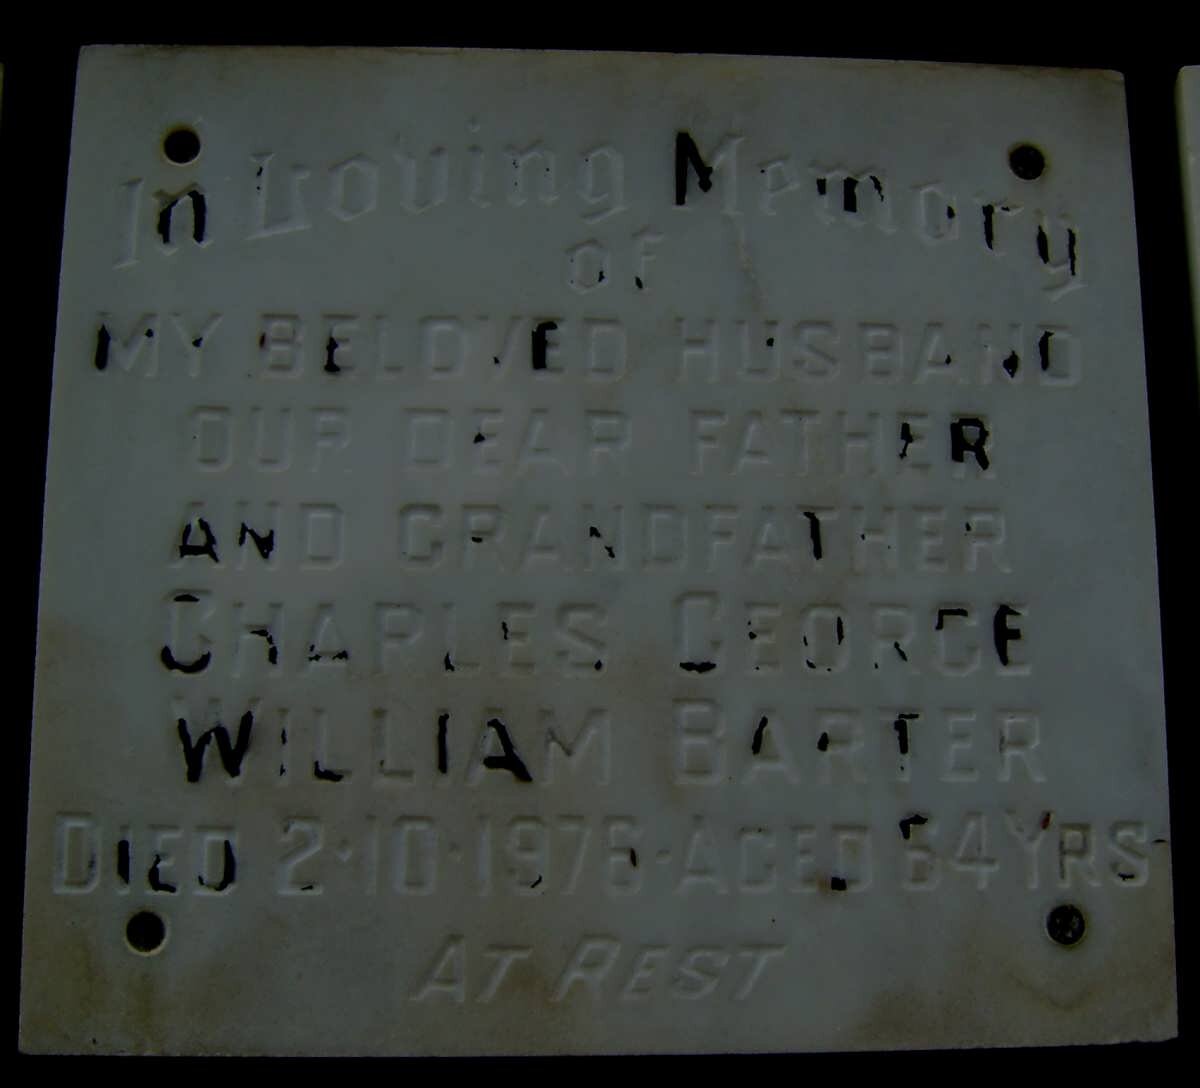 In Loving Memory
of
MY BELOVED HUSBAND
OUR DEAR FATHER
AND GRANDFATHER
CHARLES GEORGE
WILLIAM BARTER
DIED 2·10·1976·AGED 64 YRS
AT REST